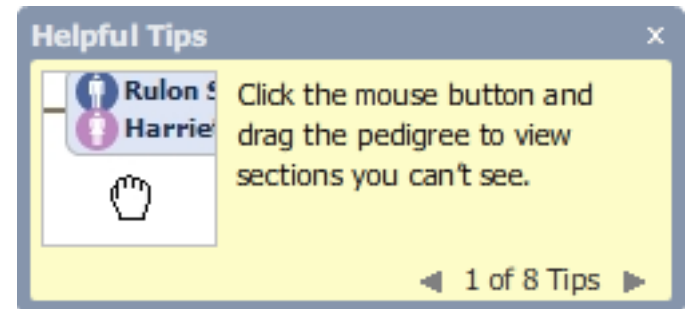 Helpful Tips
Rulon S
Harriet
Click the mouse button and
drag the pedigree to view
sections you can't see.
1 of 8 Tips